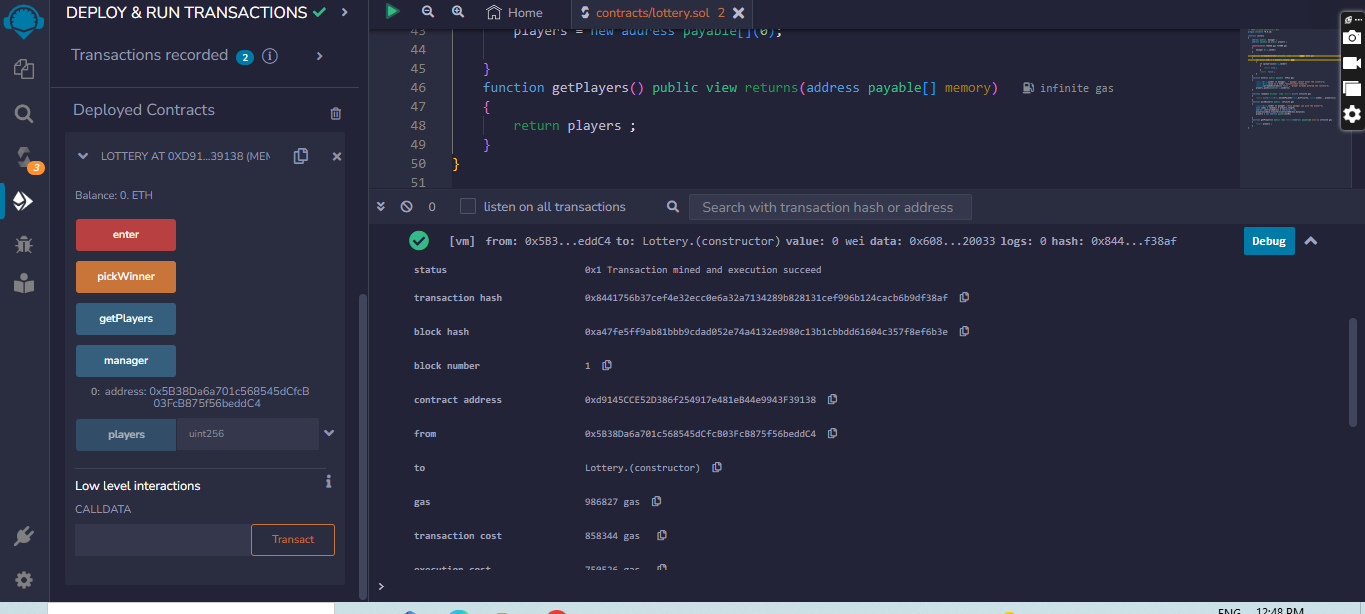 DEPLOY & RUN TRANSACTIONS
Transactions recorded 2 i
Deployed Contracts
LOTTERY AT 0XD91...39138 (MEM
Balance: 0. ETH
enter
pickWinner
getPlayers
manager
0: address: 0x5B38Da6a701c568545dCfcB
03FcB875f56beddC4
players uint256
Low level interactions i
CALLDATA
Transact
3
Home
contracts/lottery.sol 2
43 players = new address payable[](0);
44
45 }
46 function getPlayers() public view returns(address payable[] memory) infinite gas
47 {
48 return players ;
49 }
50 }
51
0 listen on all transactions Search with transaction hash or address
[vm] from: 0x5B3...eddC4 to: Lottery.(constructor) value: 0 wei data: 0x608...20033 logs: 0 hash: 0x844...f38af Debug
status 0x1 Transaction mined and execution succeed
transaction hash 0x8441756b37cef4e32ecc0e6a32a7134289b828131cef996b124cacb6b9df38af
block hash 0xa47fe5ff9ab81bbb9cdad052e74a4132ed980c13b1cbbdd61604c357f8ef6b3e
block number 1
contract address 0xd9145CCE52D386f254917e481eB44e9943F39138
from 0x5B38Da6a701c568545dCfcB03FcB875f56beddC4
to Lottery.(constructor)
gas 986827 gas
transaction cost 858344 gas
execution cost 750526 gas
>
ENG 12:48 PM